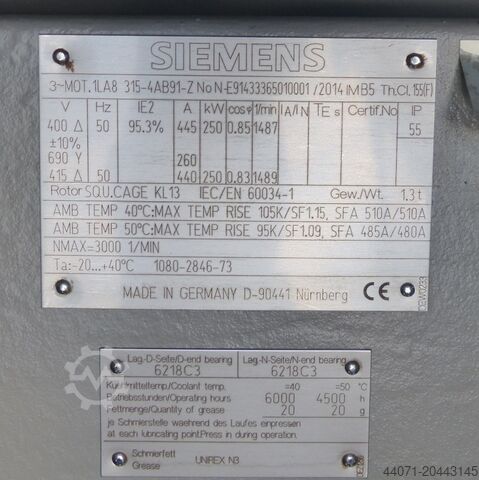 SIEMENS
3~MOT. 1LA8 315-4AB91-Z No N-E91433365010001 /2014 IM B5 Th.Cl. 155(F)
V Hz IE2 A kW cosφ 1/min IA/IN TE s Certif.No IP
400 Δ 50 95.3% 445 250 0.85 1487 55
±10%
690 Y 260
415 Δ 50 440 250 0.83 1489
Rotor SQU.CAGE KL13 IEC/EN 60034-1 Gew./Wt. 1.3 t
AMB TEMP 40°C:MAX TEMP RISE 105K/SF1.15, SFA 510A/510A
AMB TEMP 50°C:MAX TEMP RISE 95K/SF1.09, SFA 485A/480A
NMAX=3000 1/MIN
Ta:-20...+40°C 1080-2846-73
MADE IN GERMANY D-90441 Nürnberg CE
Lag.-D-Seite/D-end bearing Lag.-N-Seite/N-end bearing
6218C3 6218C3
Kuehlmitteltemp./Coolant temp. =40 =50 °C
Betriebsstunden/Operating hours 6000 4500 h
Fettmenge/Quantity of grease 20 20 g
je Schmierstelle waehrend des Laufes einpressen
at each lubricating point.Press in during operation.
Schmierfett
Grease UNIREX N3
44071-20443145